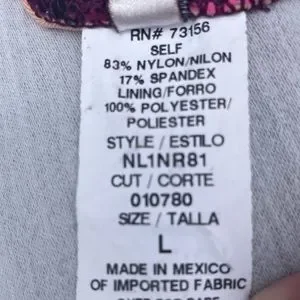 RN# 73156
SELF
83% NYLON/NILON
17% SPANDEX
LINING/FORRO
100% POLYESTER/
POLIESTER
STYLE / ESTILO
NL1NR81
CUT / CORTE
010780
SIZE / TALLA
L
MADE IN MEXICO
OF IMPORTED FABRIC